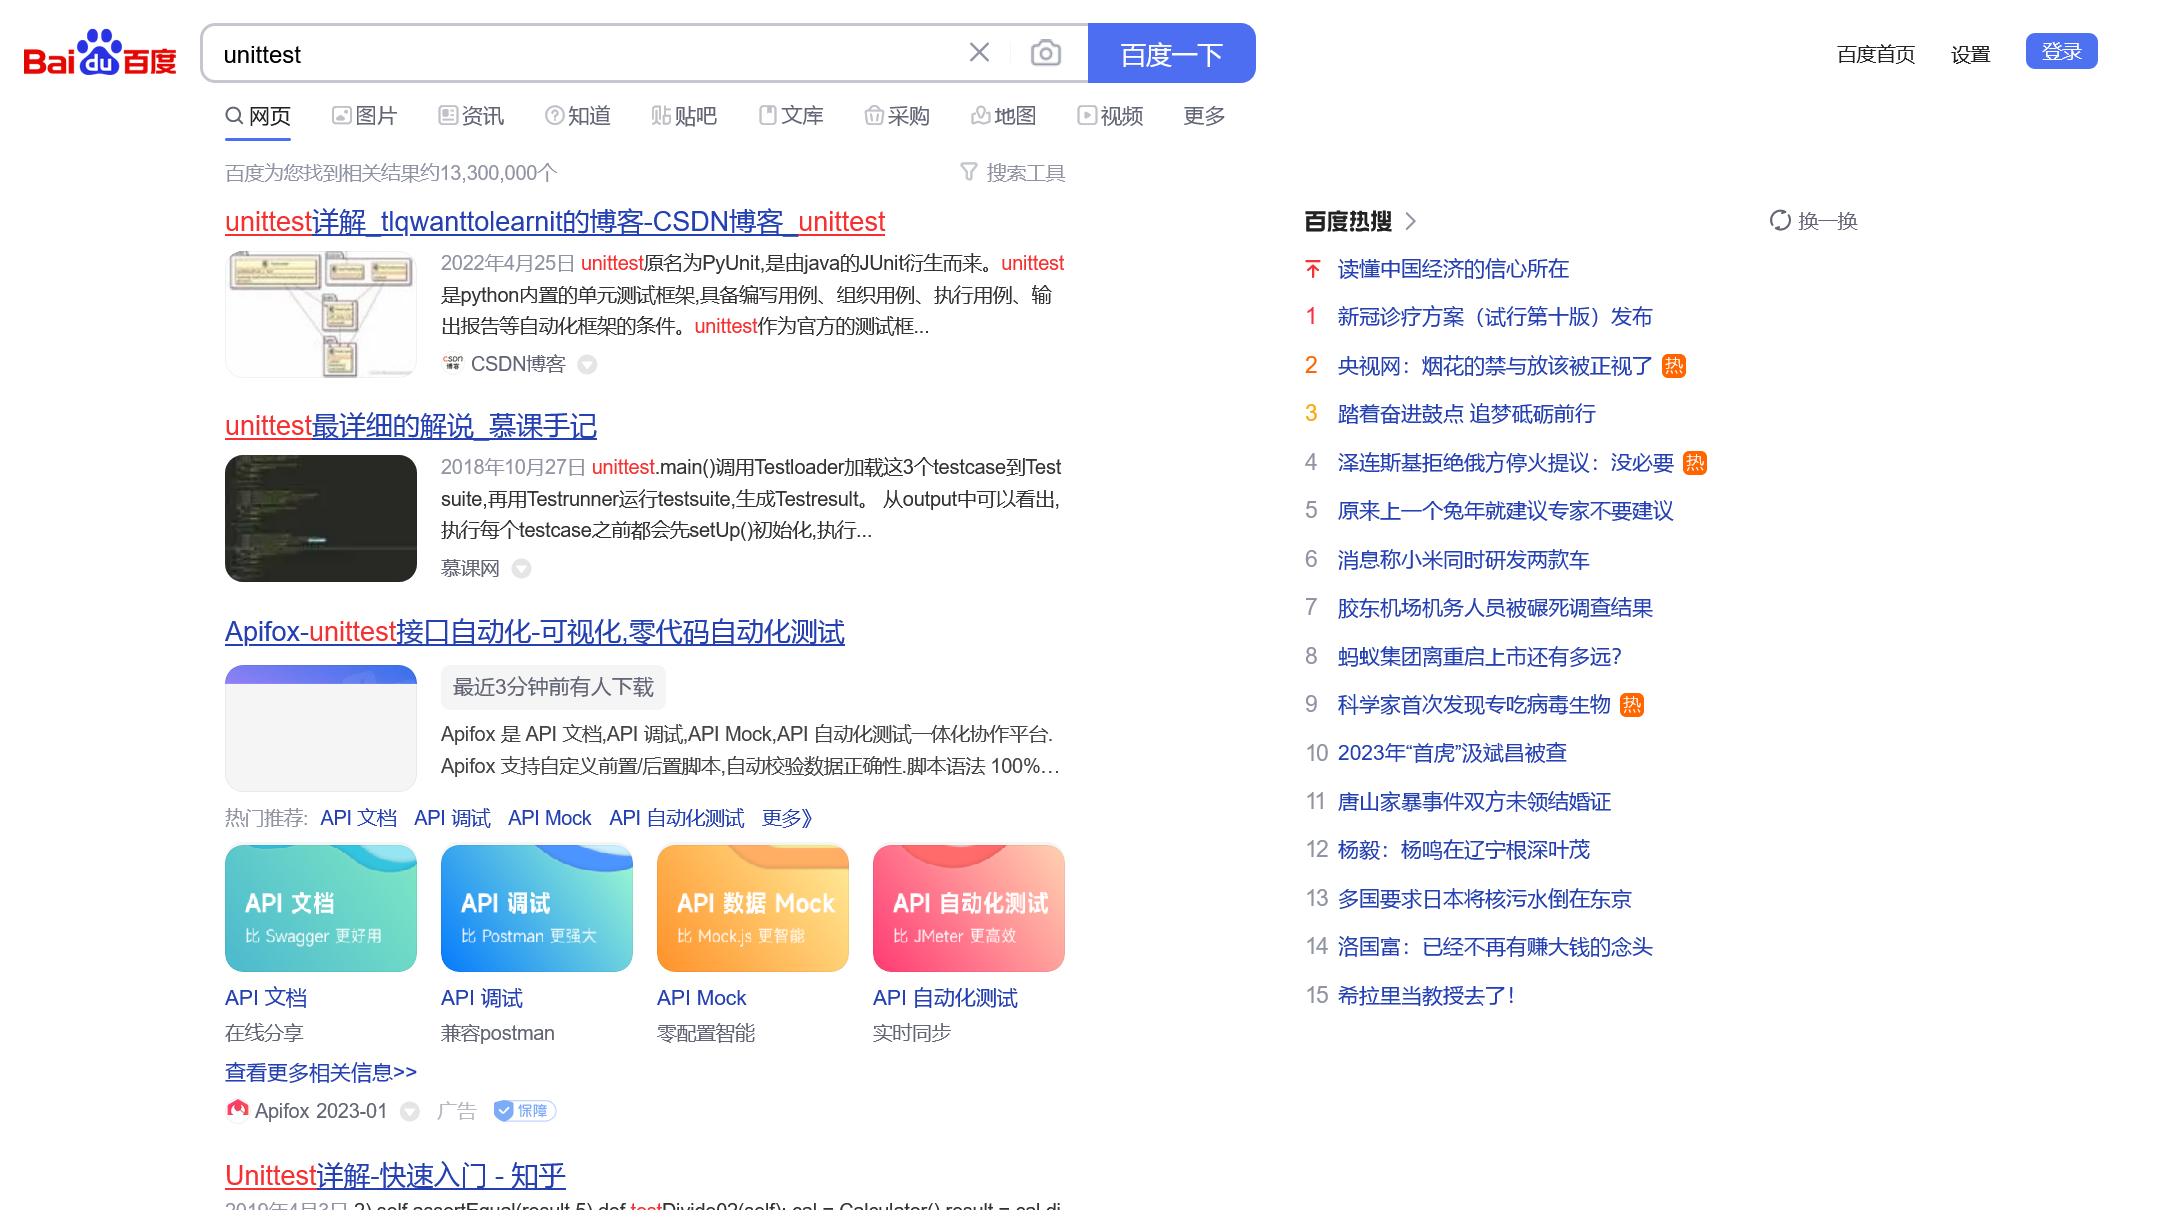 Bai du 百度
unittest
百度一下
百度首页 设置 登录
网页 图片 资讯 知道 贴吧 文库 采购 地图 视频 更多
百度为您找到相关结果约13,300,000个
搜索工具
unittest详解_tlqwanttolearnit的博客-CSDN博客_unittest
2022年4月25日 unittest原名为PyUnit,是由java的JUnit衍生而来。unittest
是python内置的单元测试框架,具备编写用例、组织用例、执行用例、输
出报告等自动化框架的条件。unittest作为官方的测试框...
CSDN博客 CSDN博客
unittest最详细的解说_慕课手记
2018年10月27日 unittest.main()调用Testloader加载这3个testcase到Test
suite,再用Testrunner运行testsuite,生成Testresult。 从output中可以看出,
执行每个testcase之前都会先setUp()初始化,执行...
慕课网
Apifox-unittest接口自动化-可视化,零代码自动化测试
最近3分钟前有人下载
Apifox 是 API 文档,API 调试,API Mock,API 自动化测试一体化协作平台.
Apifox 支持自定义前置/后置脚本,自动校验数据正确性.脚本语法 100%...
热门推荐: API 文档 API 调试 API Mock API 自动化测试 更多》
API 文档
比 Swagger 更好用
API 调试
比 Postman 更强大
API 数据 Mock
比 Mock.js 更智能
API 自动化测试
比 JMeter 更高效
API 文档
在线分享
API 调试
兼容postman
API Mock
零配置智能
API 自动化测试
实时同步
查看更多相关信息>>
Apifox 2023-01 广告 保障
Unittest详解-快速入门 - 知乎
2019年4月3日 2) self.assertEqual(result,5) def testDivide02(self): cal = Calculator() result = cal.di
百度热搜
换一换
读懂中国经济的信心所在
1 新冠诊疗方案（试行第十版）发布
2 央视网：烟花的禁与放该被正视了 热
3 踏着奋进鼓点 追梦砥砺前行
4 泽连斯基拒绝俄方停火提议：没必要 热
5 原来上一个兔年就建议专家不要建议
6 消息称小米同时研发两款车
7 胶东机场机务人员被碾死调查结果
8 蚂蚁集团离重启上市还有多远?
9 科学家首次发现专吃病毒生物 热
10 2023年“首虎”汲斌昌被查
11 唐山家暴事件双方未领结婚证
12 杨毅：杨鸣在辽宁根深叶茂
13 多国要求日本将核污水倒在东京
14 洛国富：已经不再有赚大钱的念头
15 希拉里当教授去了！